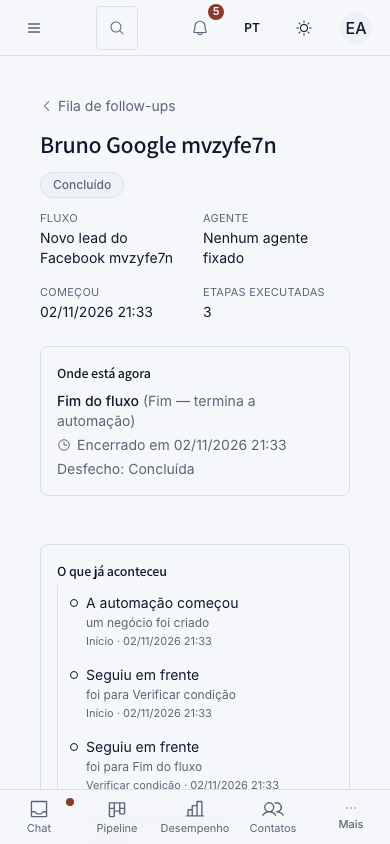 5
PT
EA
Fila de follow-ups
Bruno Google mvzyfe7n
Concluído
FLUXO
AGENTE
Novo lead do
Facebook mvzyfe7n
Nenhum agente
fixado
COMEÇOU
ETAPAS EXECUTADAS
02/11/2026 21:33
3
Onde está agora
Fim do fluxo (Fim — termina a
automação)
Encerrado em 02/11/2026 21:33
Desfecho: Concluída
O que já aconteceu
A automação começou
um negócio foi criado
Início · 02/11/2026 21:33
Seguiu em frente
foi para Verificar condição
Início · 02/11/2026 21:33
Seguiu em frente
foi para Fim do fluxo
Verificar condição · 02/11/2026 21:33
Chat
Pipeline
Desempenho
Contatos
Mais